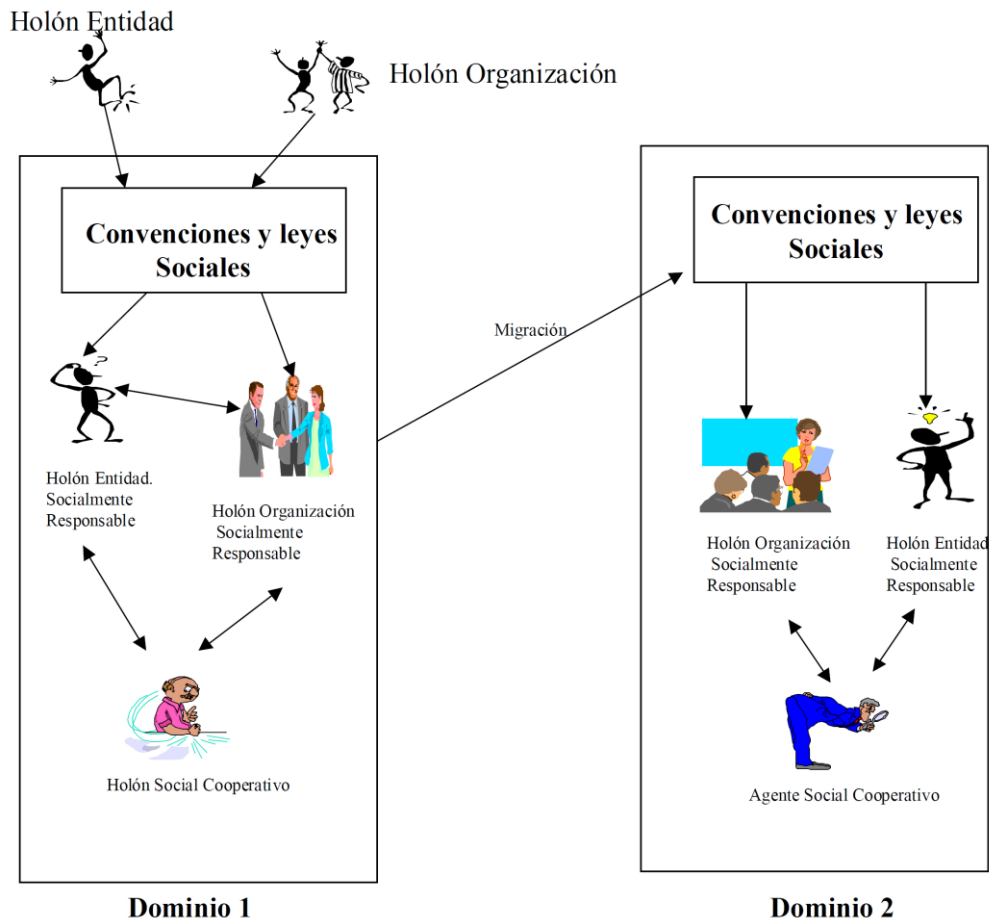 Holón Entidad
Holón Organización
Convenciones y leyes
Sociales
Holón Entidad.
Socialmente
Responsable
Holón Organización
Socialmente
Responsable
Holón Social Cooperativo
Dominio 1
Migración
Convenciones y leyes
Sociales
Holón Organización
Socialmente
Responsable
Holón Entidad
Socialmente
Responsable
Agente Social Cooperativo
Dominio 2